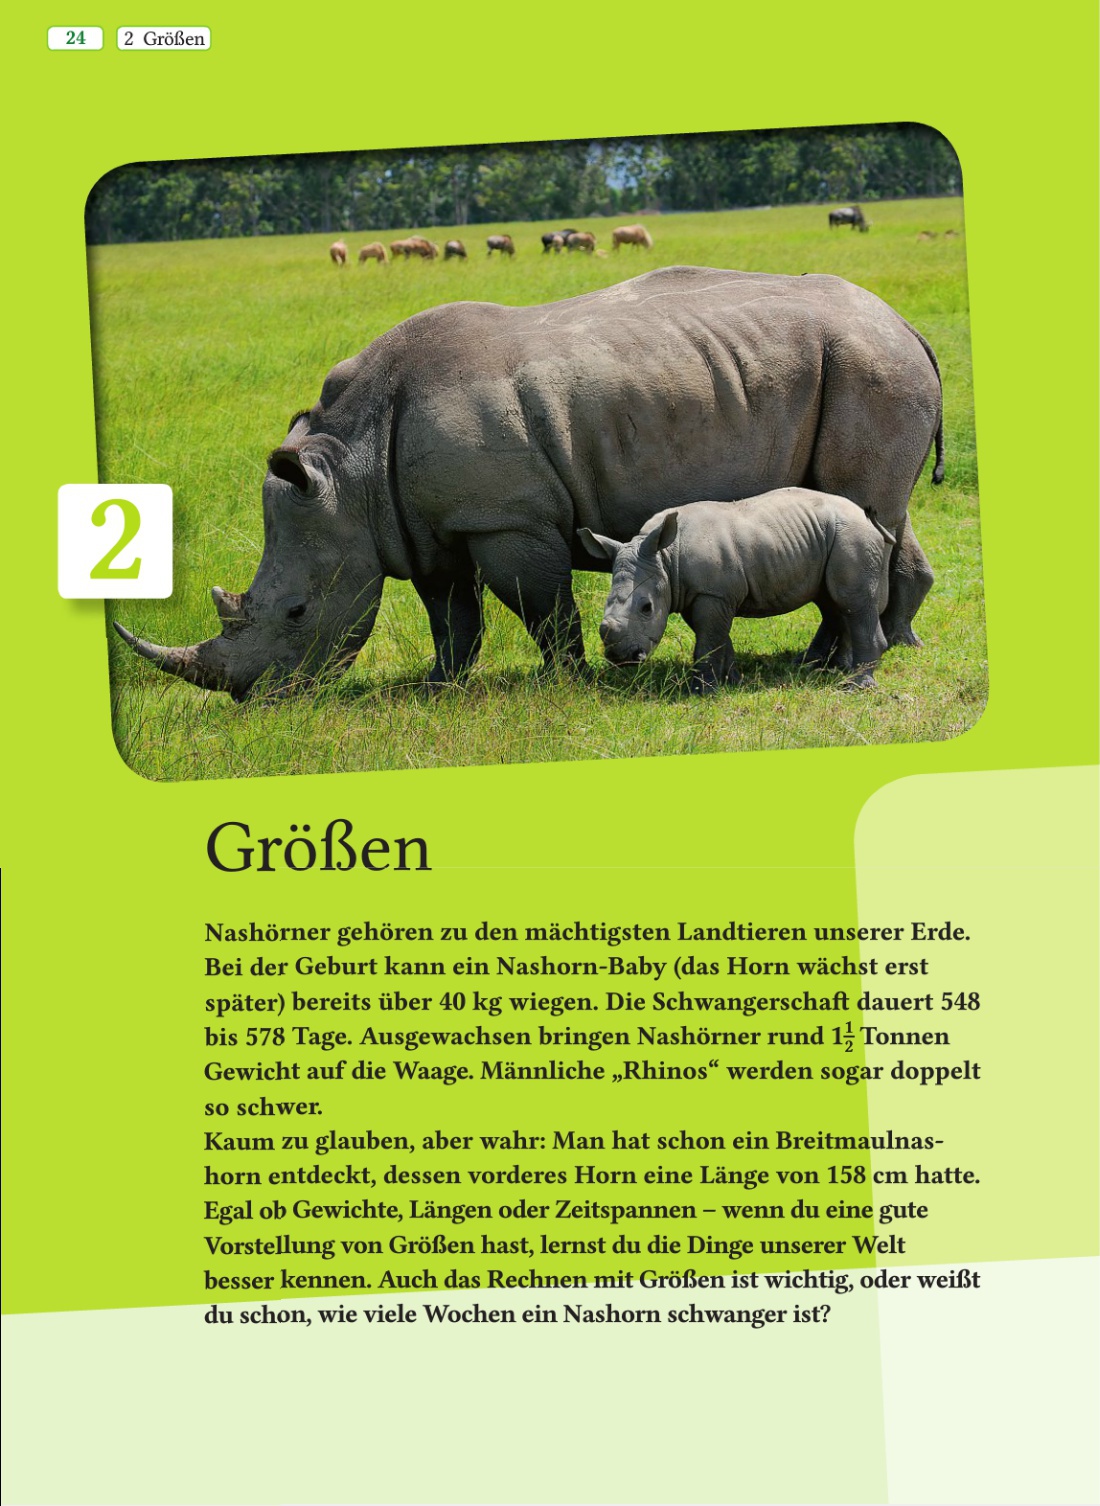 24 2 Größen
2
Größen
Nashörner gehören zu den mächtigsten Landtieren unserer Erde.
Bei der Geburt kann ein Nashorn-Baby (das Horn wächst erst
später) bereits über 40 kg wiegen. Die Schwangerschaft dauert 548
bis 578 Tage. Ausgewachsen bringen Nashörner rund 1½ Tonnen
Gewicht auf die Waage. Männliche „Rhinos“ werden sogar doppelt
so schwer.
Kaum zu glauben, aber wahr: Man hat schon ein Breitmaulnas-
horn entdeckt, dessen vorderes Horn eine Länge von 158 cm hatte.
Egal ob Gewichte, Längen oder Zeitspannen – wenn du eine gute
Vorstellung von Größen hast, lernst du die Dinge unserer Welt
besser kennen. Auch das Rechnen mit Größen ist wichtig, oder weißt
du schon, wie viele Wochen ein Nashorn schwanger ist?